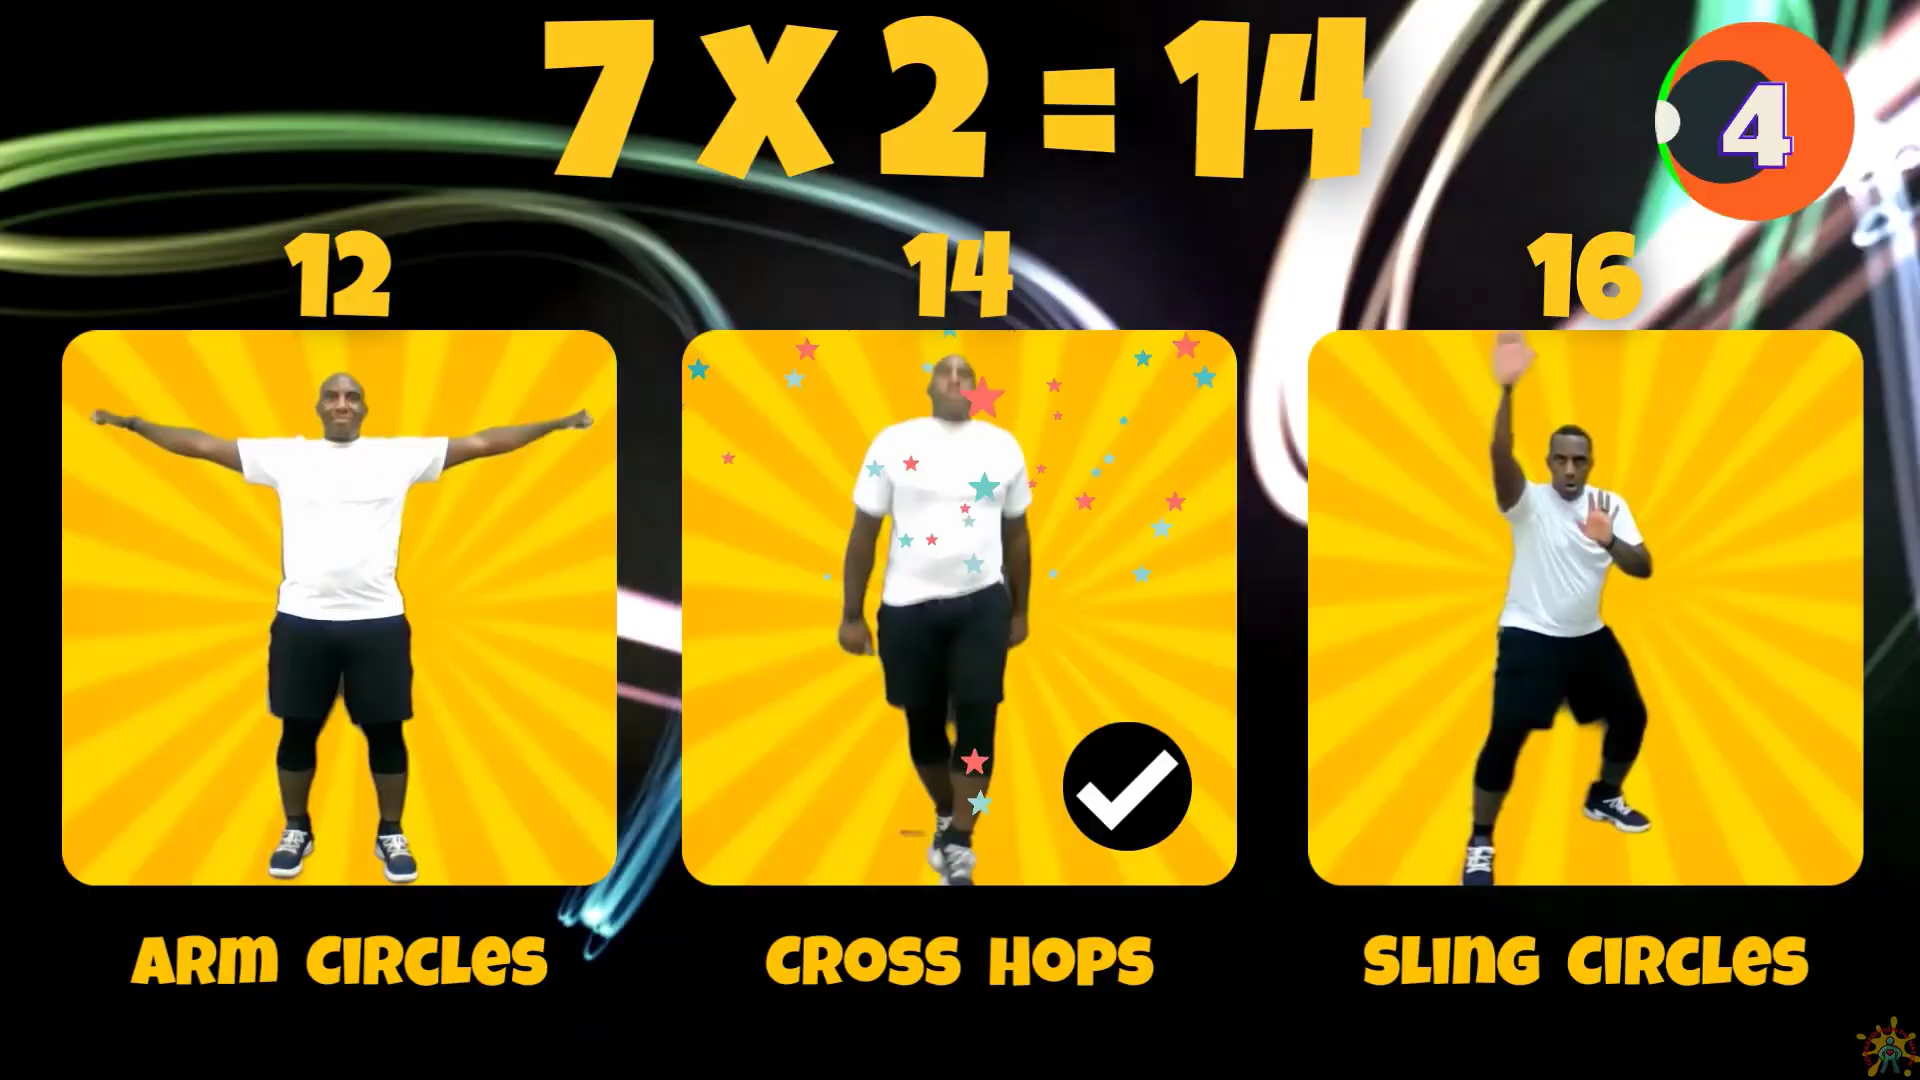 7 X 2 = 14
4
12
14
16
ARM CIRCLES
CROSS HOPS
SLING CIRCLES